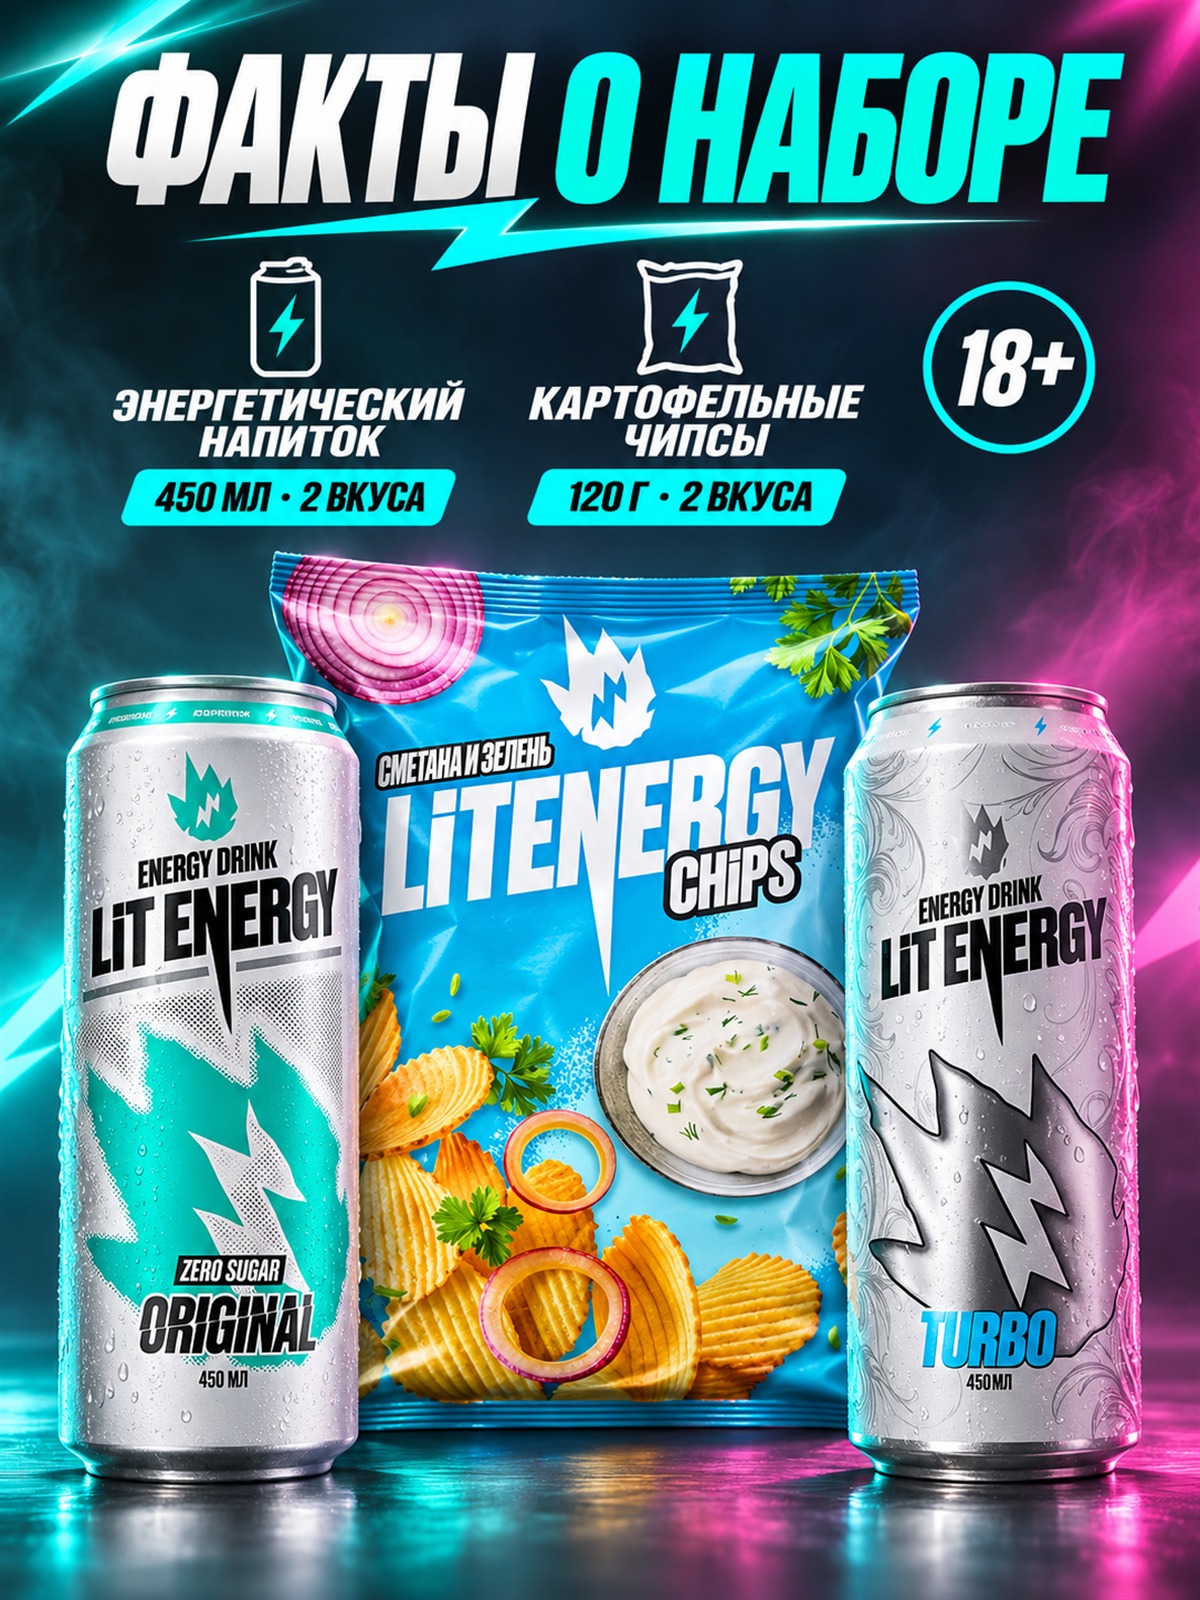 ФАКТЫ О НАБОРЕ
ЭНЕРГЕТИЧЕСКИЙ
НАПИТОК
450 МЛ • 2 ВКУСА
КАРТОФЕЛЬНЫЕ
ЧИПСЫ
120 Г • 2 ВКУСА
18+
СМЕТАНА И ЗЕЛЕНЬ
LiTENERGY
CHiPS
ENERGY DRINK
LiT ENERGY
ZERO SUGAR
ORIGINAL
450 МЛ
ENERGY DRINK
LiT ENERGY
TURBO
450 МЛ